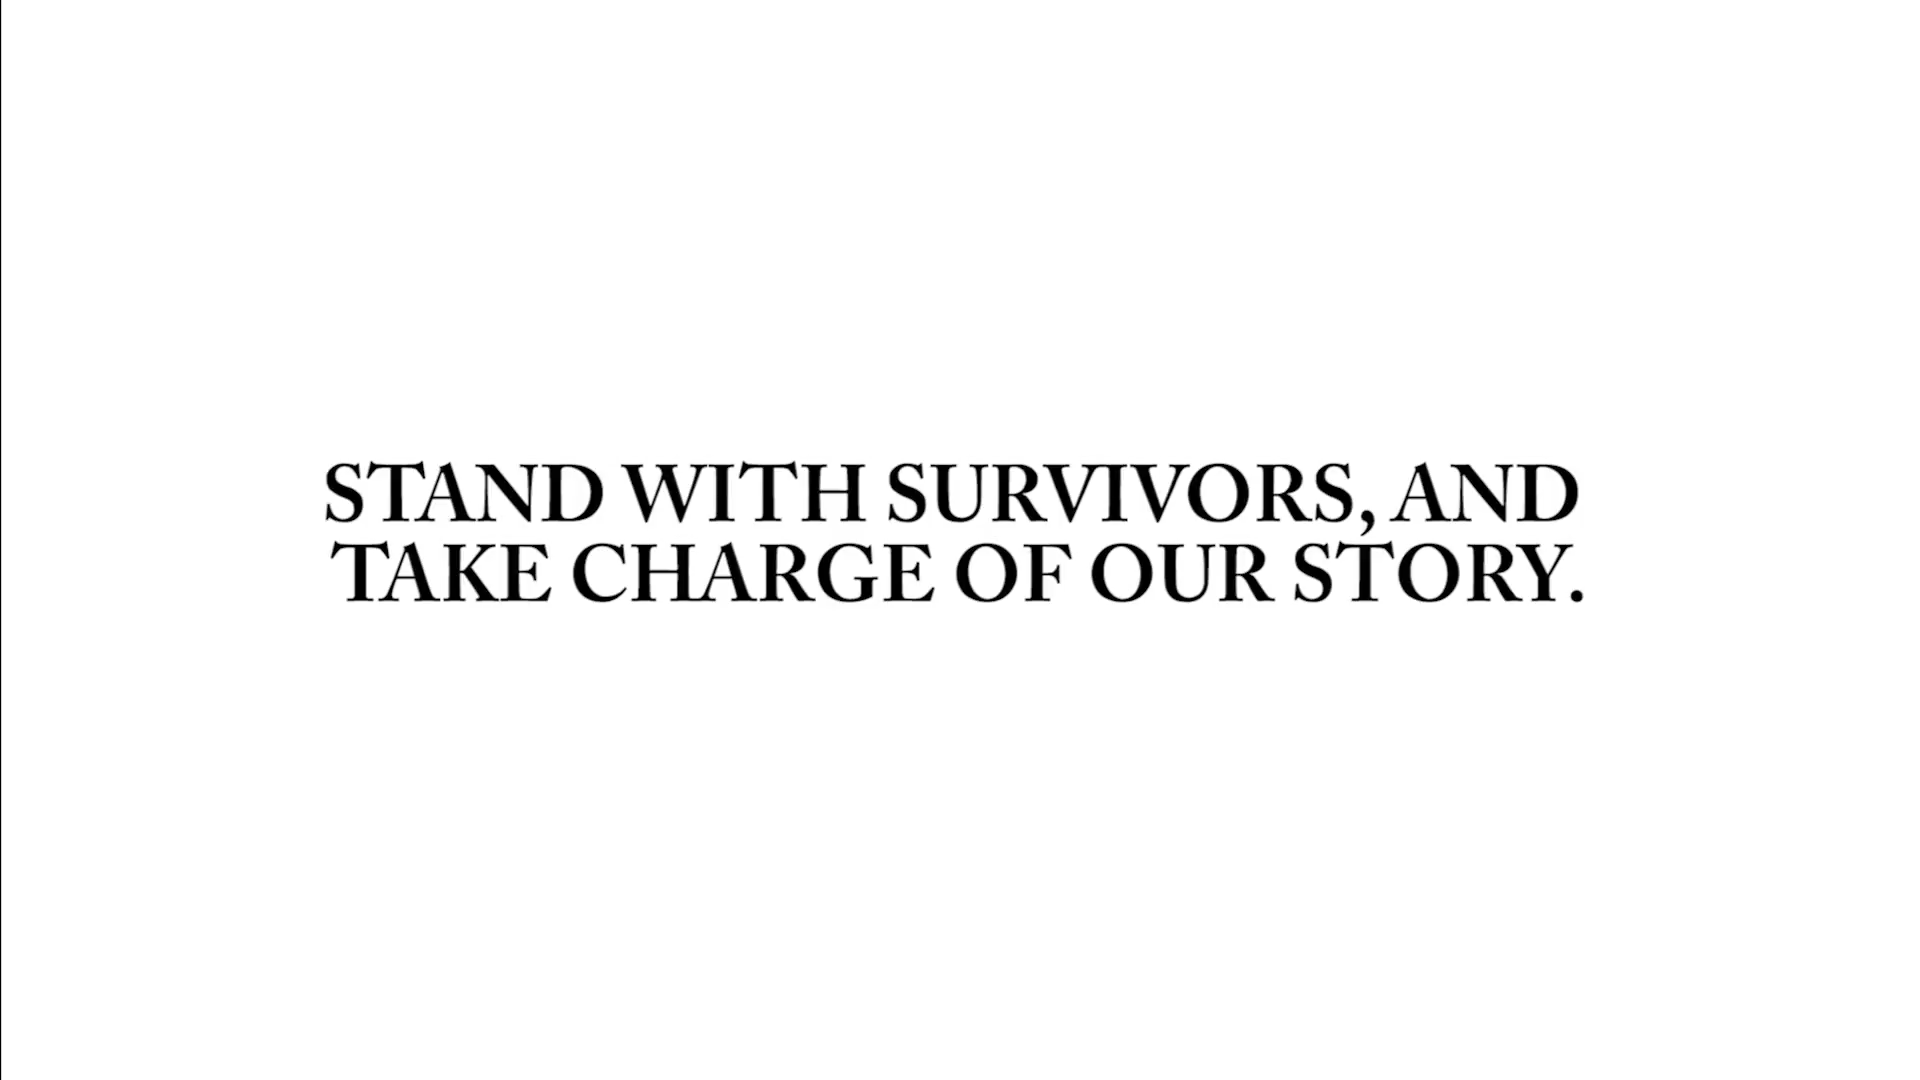 STAND WITH SURVIVORS, AND
TAKE CHARGE OF OUR STORY.